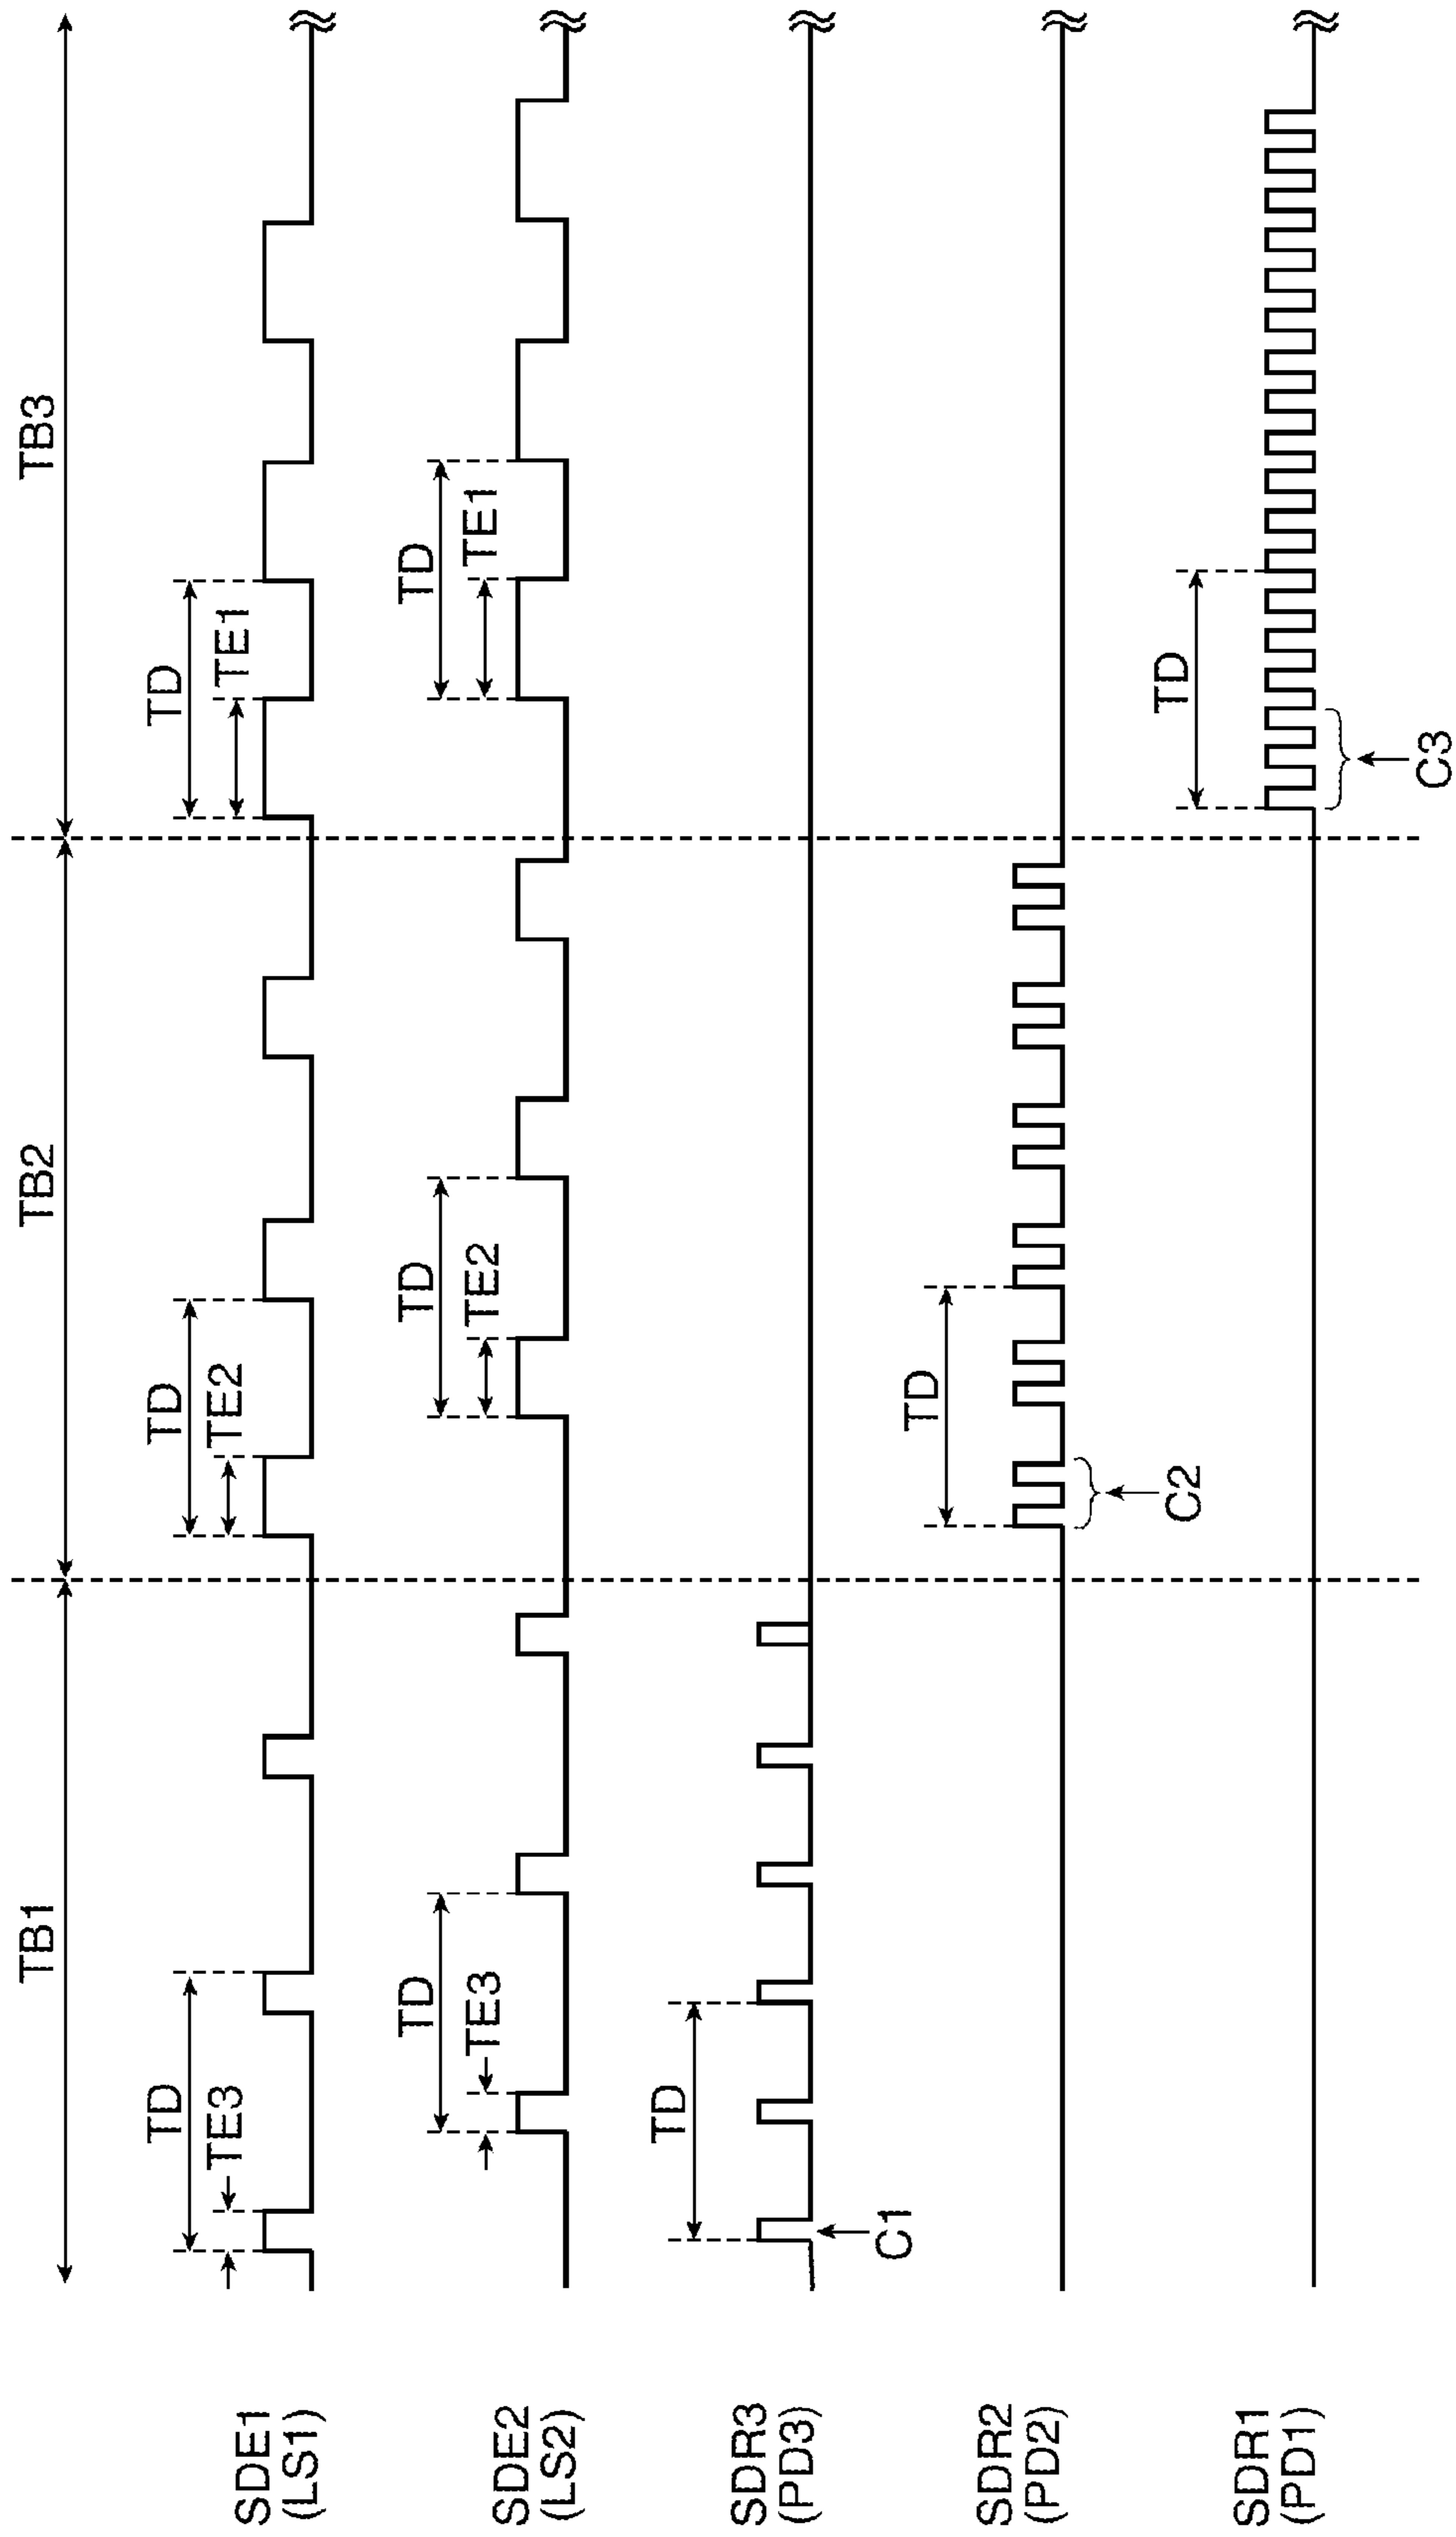 TB1
TB2
TB3
SDE1
(LS1)
TD
TE3
TD
TE2
TD
TE1
SDE2
(LS2)
TD
TE3
TD
TE2
TD
TE1
SDR3
(PD3)
TD
C1
SDR2
(PD2)
TD
C2
SDR1
(PD1)
TD
C3